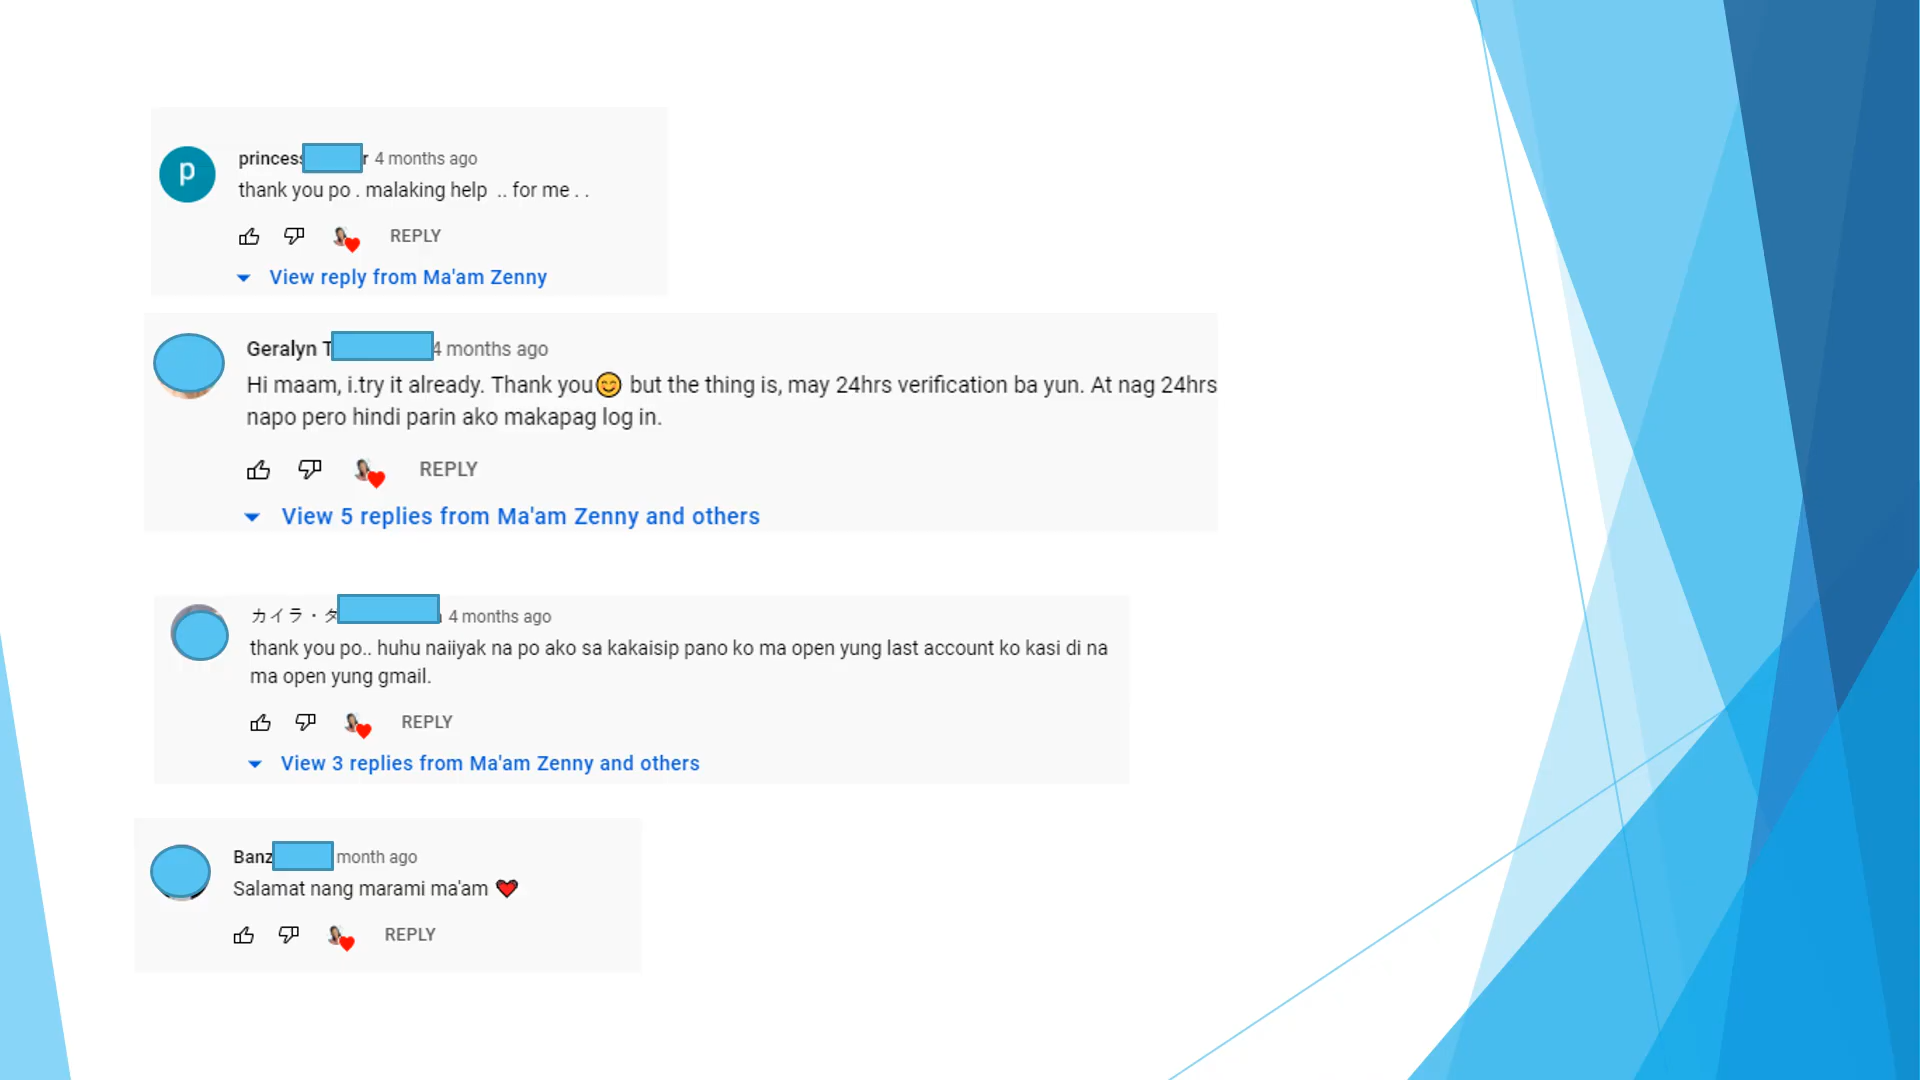 p
princess r 4 months ago
thank you po . malaking help .. for me . .
REPLY
View reply from Ma'am Zenny
Geralyn T 4 months ago
Hi maam, i.try it already. Thank you😊 but the thing is, may 24hrs verification ba yun. At nag 24hrs
napo pero hindi parin ako makapag log in.
REPLY
View 5 replies from Ma'am Zenny and others
カイラ・タ 4 months ago
thank you po.. huhu naiiyak na po ako sa kakaisip pano ko ma open yung last account ko kasi di na
ma open yung gmail.
REPLY
View 3 replies from Ma'am Zenny and others
Banz month ago
Salamat nang marami ma'am ❤
REPLY